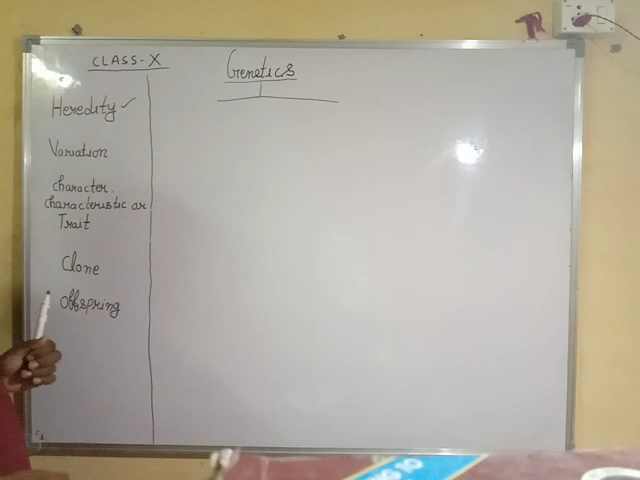 CLASS-X
Genetics
Heredity ✓
Variation
character.
characteristic or
Trait
Clone
Offspring